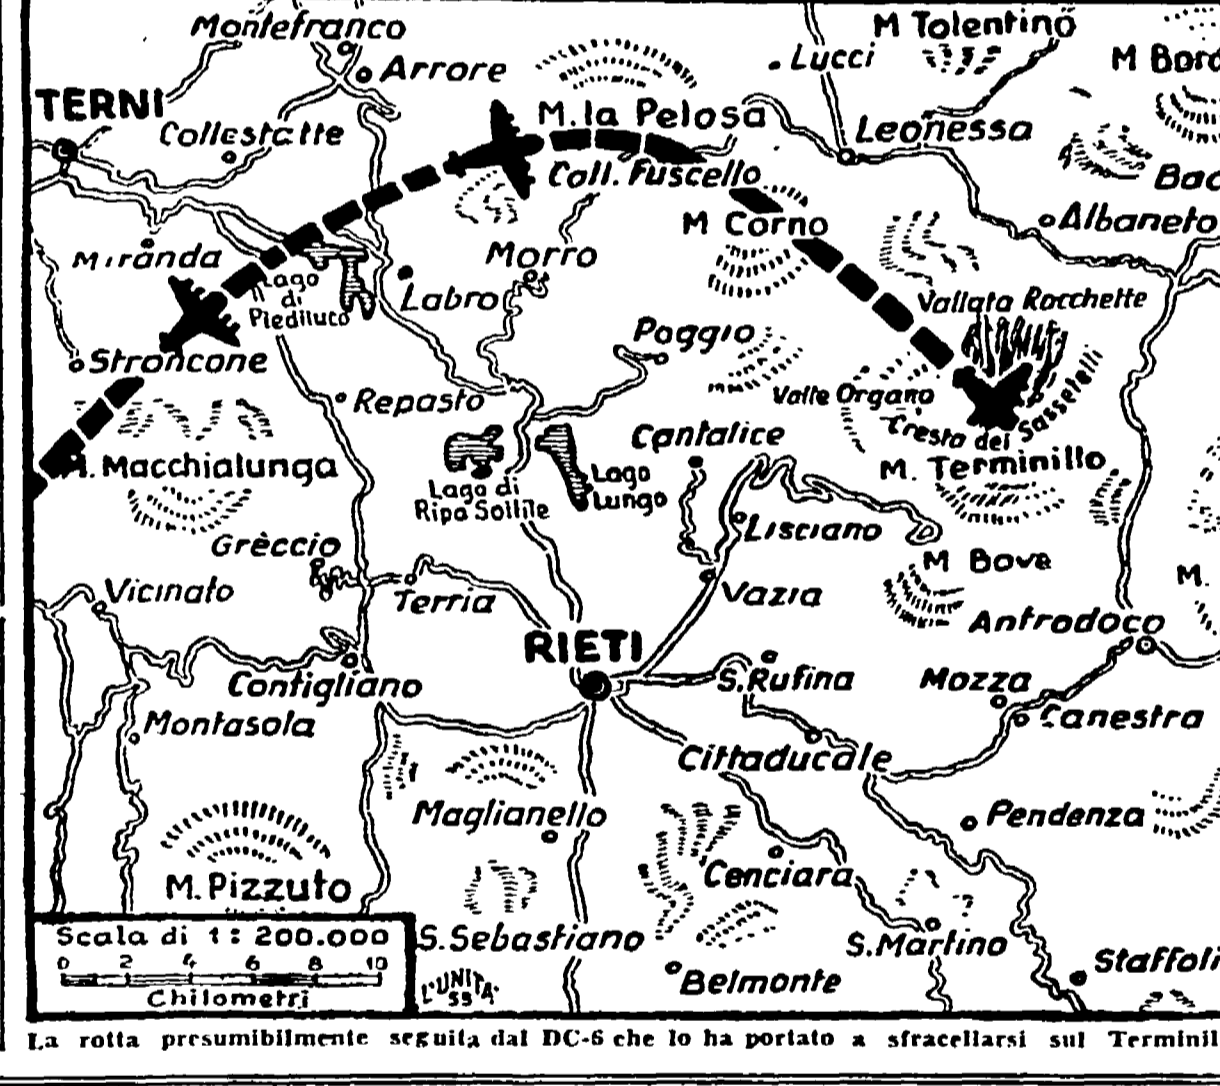 Montefranco
M Tolentino
Lucci
M Bord
Arrore
TERNI
M. la Pelosa
Collestatte
Leonessa
Coll. Fuscello
Bac
Albaneto
M Corno
Miranda
Morro
Lago
di
Piediluco
Labro
Vallata Rocchette
Stroncone
Poggio
Repasto
Valle Organo
Cresta dei Sassetelli
Cantalice
M. Macchialunga
M. Terminillo
Lago di
Ripa Sottile
Lago
Lungo
Lisciano
Grèccio
M Bove
M.
Vicinato
Terria
Vazia
Antrodoco
RIETI
Contigliano
S. Rufina
Mozza
Montasola
Canestra
Cittaducale
Maglianello
Pendenza
M. Pizzuto
Cenciara
Scala di 1:200.000
0 2 4 6 8 10
Chilometri
S. Sebastiano
S. Martino
Staffoli
Belmonte
L'UNITA'
55
La rotta presumibilmente seguita dal DC-6 che lo ha portato a sfracellarsi sul Terminil